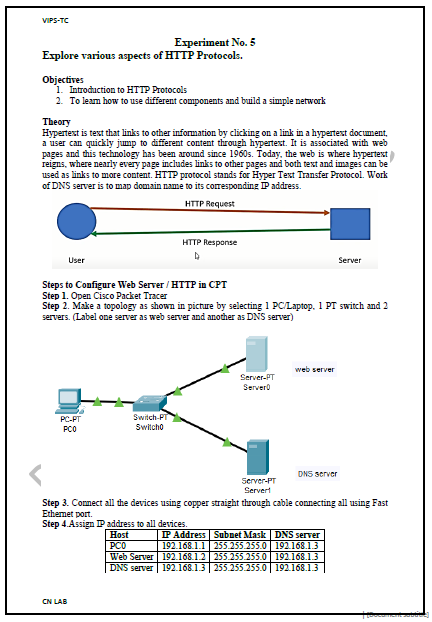 VIPS-TC
Experiment No. 5
Explore various aspects of HTTP Protocols.
Objectives
1. Introduction to HTTP Protocols
2. To learn how to use different components and build a simple network
Theory
Hypertext is text that links to other information by clicking on a link in a hypertext document,
a user can quickly jump to different content through hypertext. It is associated with web
pages and this technology has been around since 1960s. Today, the web is where hypertext
reigns, where nearly every page includes links to other pages and both text and images can be
used as links to more content. HTTP protocol stands for Hyper Text Transfer Protocol. Work
of DNS server is to map domain name to its corresponding IP address.
HTTP Request
HTTP Response
User Server
Steps to Configure Web Server / HTTP in CPT
Step 1. Open Cisco Packet Tracer
Step 2. Make a topology as shown in picture by selecting 1 PC/Laptop, 1 PT switch and 2
servers. (Label one server as web server and another as DNS server)
web server
Server-PT
Server0
PC-PT
PC0
Switch-PT
Switch0
DNS server
Server-PT
Server1
Step 3. Connect all the devices using copper straight through cable connecting all using Fast
Ethernet port.
Step 4.Assign IP address to all devices.
Host IP Address Subnet Mask DNS server
PC0 192.168.1.1 255.255.255.0 192.168.1.3
Web Server 192.168.1.2 255.255.255.0 192.168.1.3
DNS server 192.168.1.3 255.255.255.0 192.168.1.3
CN LAB
[Document subtitle]